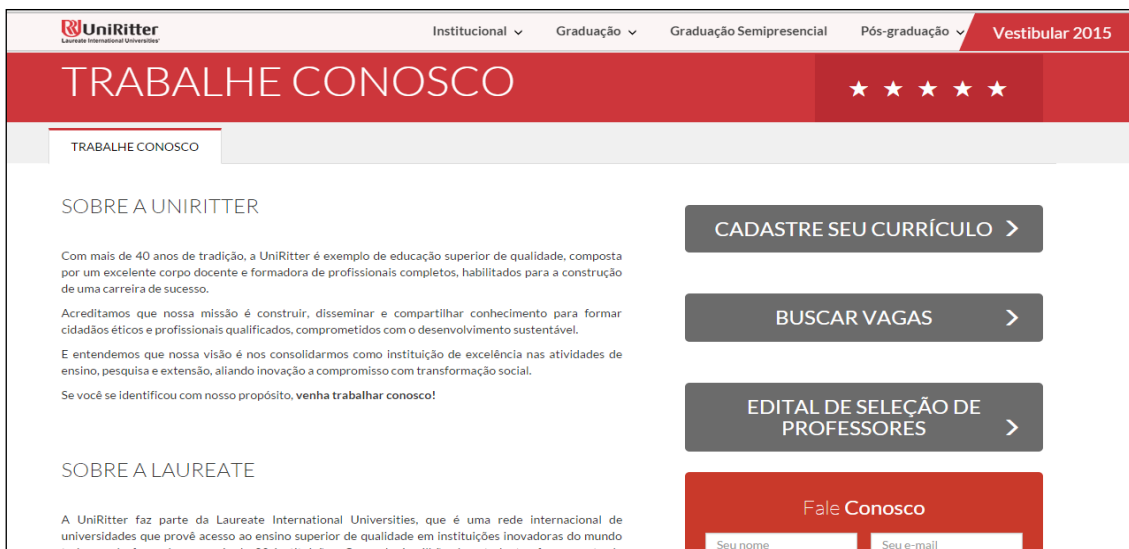 UniRitter
Laureate International Universities
Institucional
Graduação
Graduação Semipresencial
Pós-graduação
Vestibular 2015
TRABALHE CONOSCO
TRABALHE CONOSCO
SOBRE A UNIRITTER
Com mais de 40 anos de tradição, a UniRitter é exemplo de educação superior de qualidade, composta
por um excelente corpo docente e formadora de profissionais completos, habilitados para a construção
de uma carreira de sucesso.
Acreditamos que nossa missão é construir, disseminar e compartilhar conhecimento para formar
cidadãos éticos e profissionais qualificados, comprometidos com o desenvolvimento sustentável.
E entendemos que nossa visão é nos consolidarmos como instituição de excelência nas atividades de
ensino, pesquisa e extensão, aliando inovação a compromisso com transformação social.
Se você se identificou com nosso propósito, venha trabalhar conosco!
SOBRE A LAUREATE
A UniRitter faz parte da Laureate International Universities, que é uma rede internacional de
universidades que provê acesso ao ensino superior de qualidade em instituições inovadoras do mundo
CADASTRE SEU CURRÍCULO
BUSCAR VAGAS
EDITAL DE SELEÇÃO DE
PROFESSORES
Fale Conosco
Seu nome
Seu e-mail